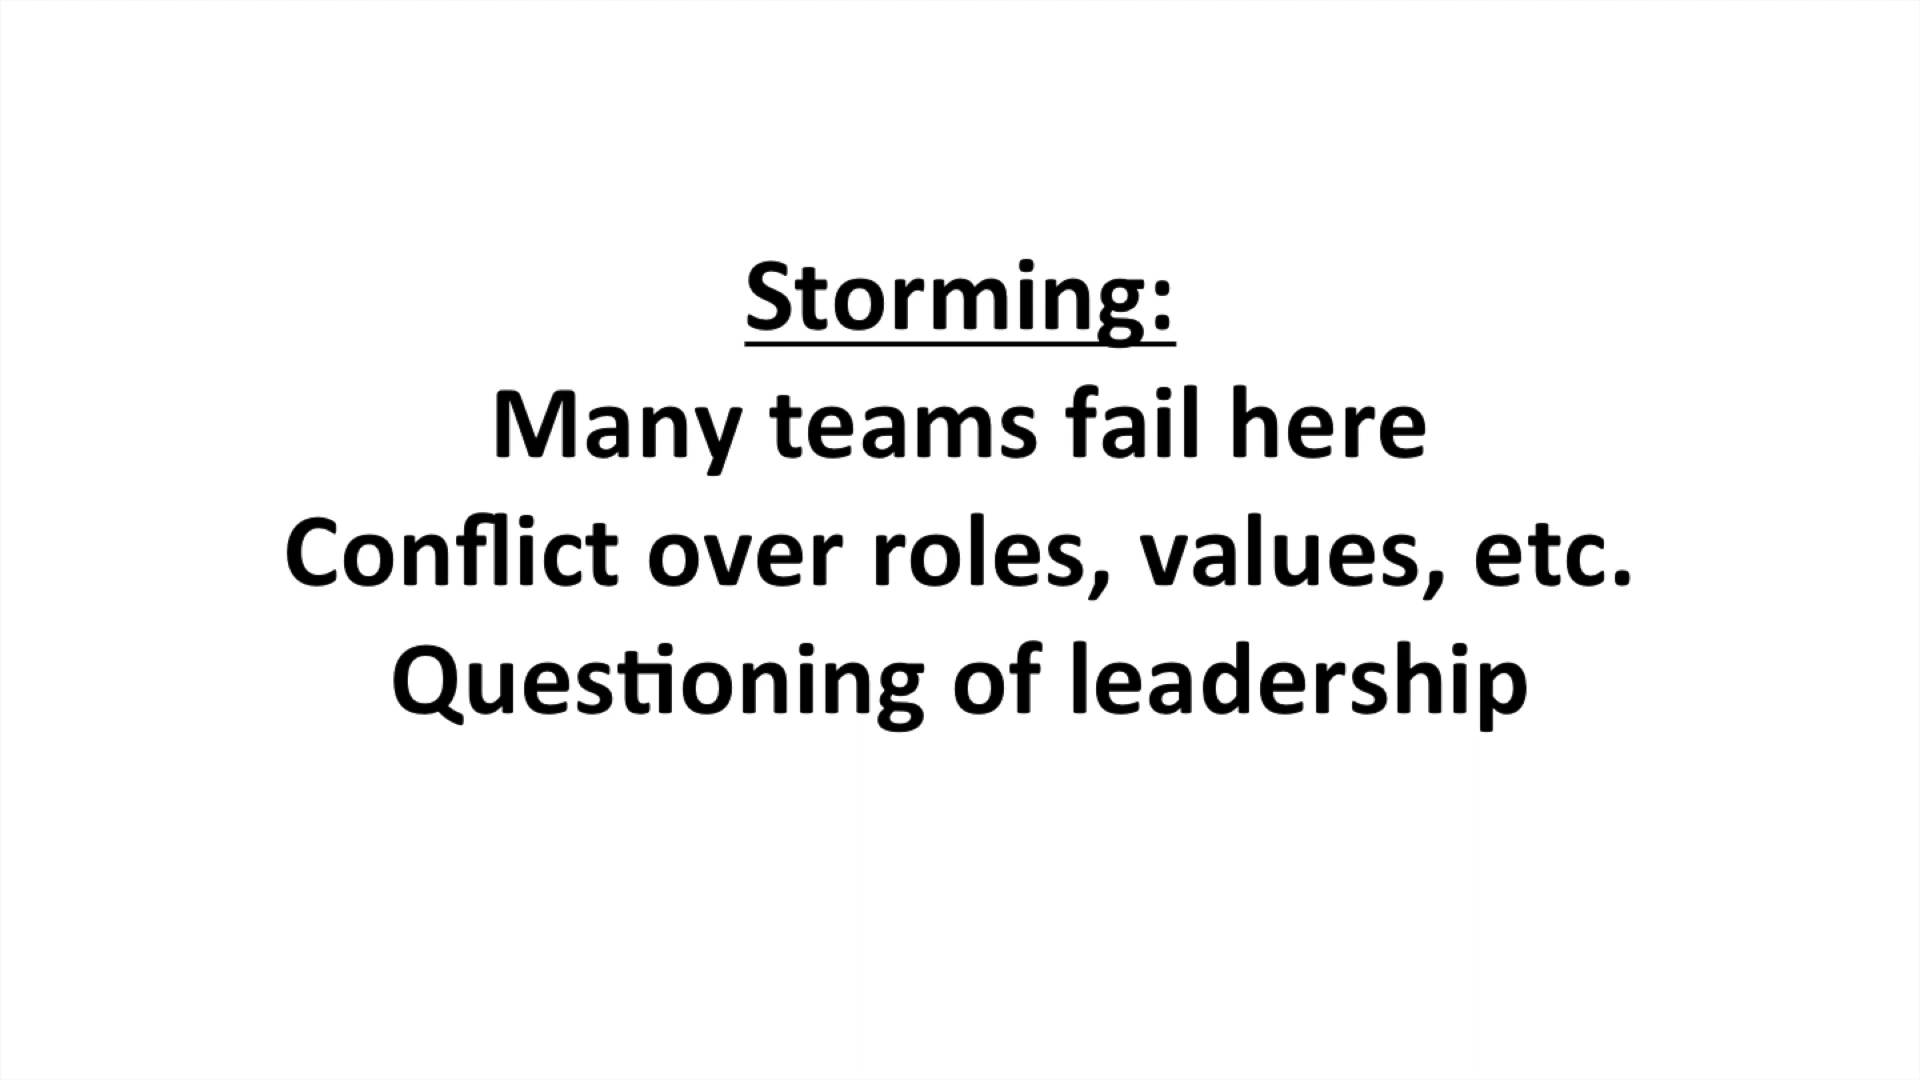 Storming:
Many teams fail here
Conflict over roles, values, etc.
Questioning of leadership